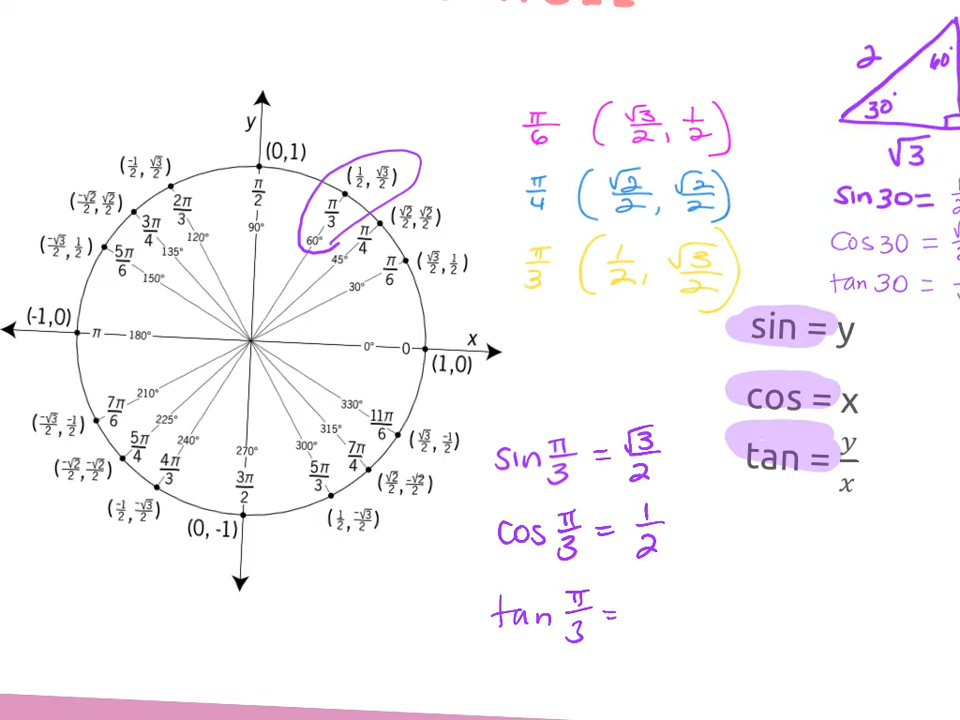 y
(0,1)
(-1/2, √3/2)
(1/2, √3/2)
(-√2/2, √2/2)
2π/3
π/2
π/3
(√2/2, √2/2)
3π/4
120°
90°
60°
π/4
(-√3/2, 1/2)
135°
45°
(√3/2, 1/2)
5π/6
150°
30°
π/6
(-1,0)
π
180°
0°
0
x
(1,0)
210°
330°
7π/6
225°
315°
11π/6
(-√3/2, -1/2)
240°
270°
300°
(√3/2, -1/2)
5π/4
4π/3
3π/2
5π/3
7π/4
(-√2/2, -√2/2)
(√2/2, -√2/2)
(-1/2, -√3/2)
(0, -1)
(1/2, -√3/2)
π/6 (√3/2, 1/2)
π/4 (√2/2, √2/2)
π/3 (1/2, √3/2)
2
60°
30°
√3
sin30=
cos30 =
tan30 =
sin = y
cos = x
tan = y/x
sin π/3 = √3/2
cos π/3 = 1/2
tan π/3 =